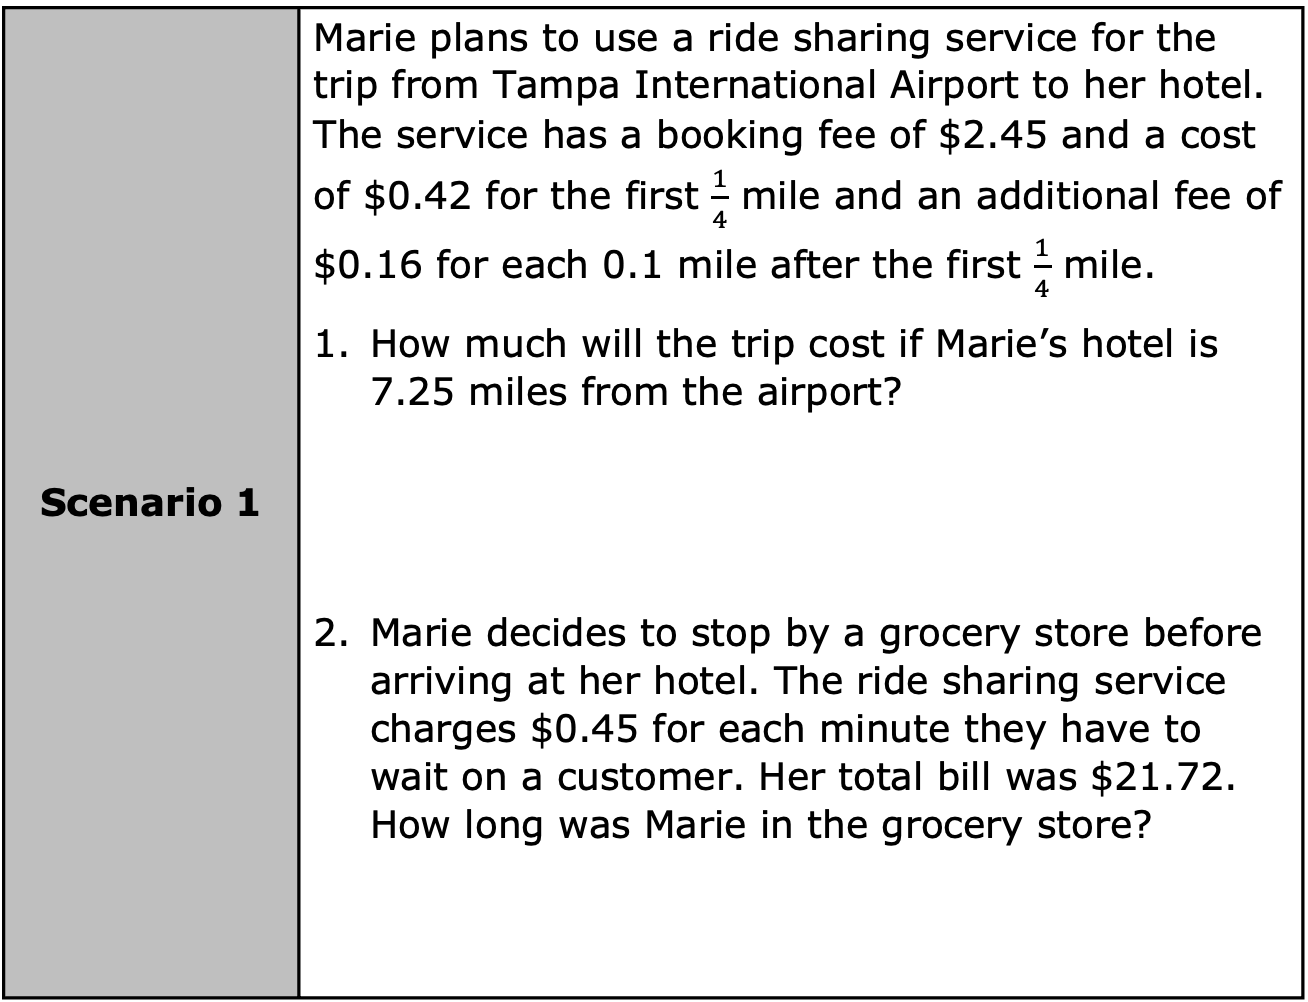 Marie plans to use a ride sharing service for the
trip from Tampa International Airport to her hotel.
The service has a booking fee of $2.45 and a cost
of $0.42 for the first 1/4 mile and an additional fee of
$0.16 for each 0.1 mile after the first 1/4 mile.
1. How much will the trip cost if Marie’s hotel is
7.25 miles from the airport?
Scenario 1
2. Marie decides to stop by a grocery store before
arriving at her hotel. The ride sharing service
charges $0.45 for each minute they have to
wait on a customer. Her total bill was $21.72.
How long was Marie in the grocery store?